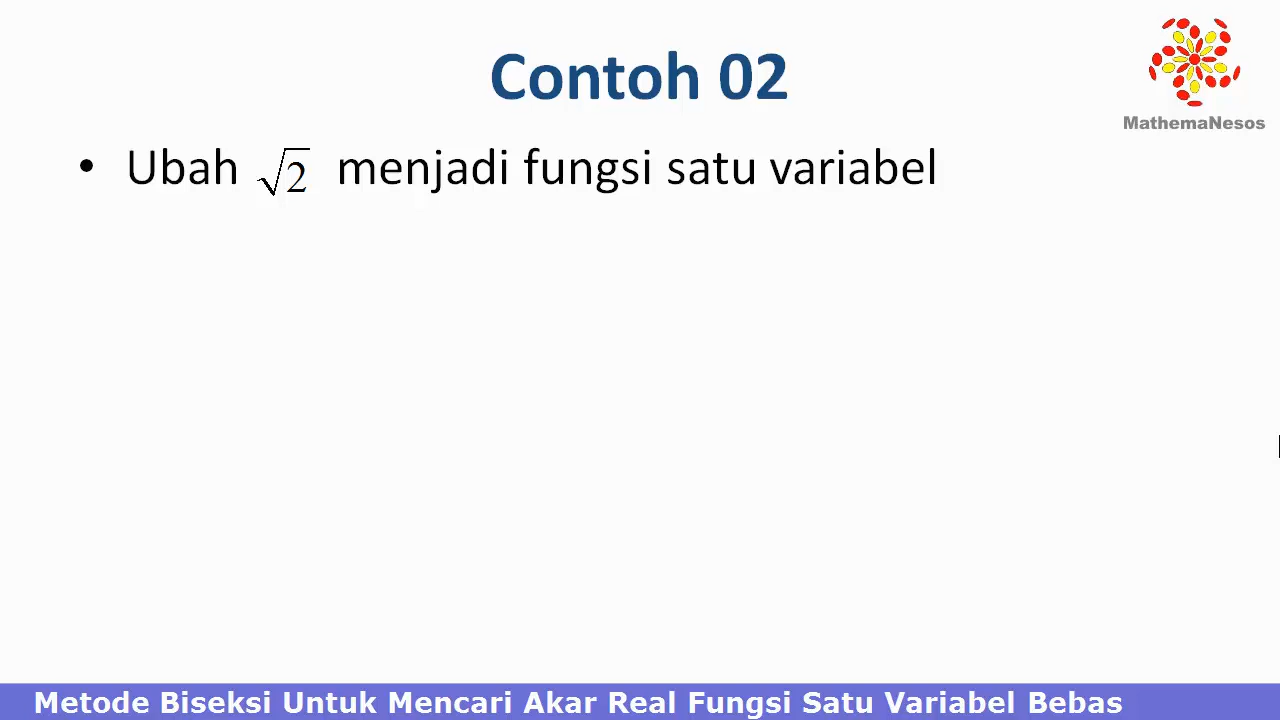 Contoh 02
MathemaNesos
• Ubah √2 menjadi fungsi satu variabel
Metode Biseksi Untuk Mencari Akar Real Fungsi Satu Variabel Bebas